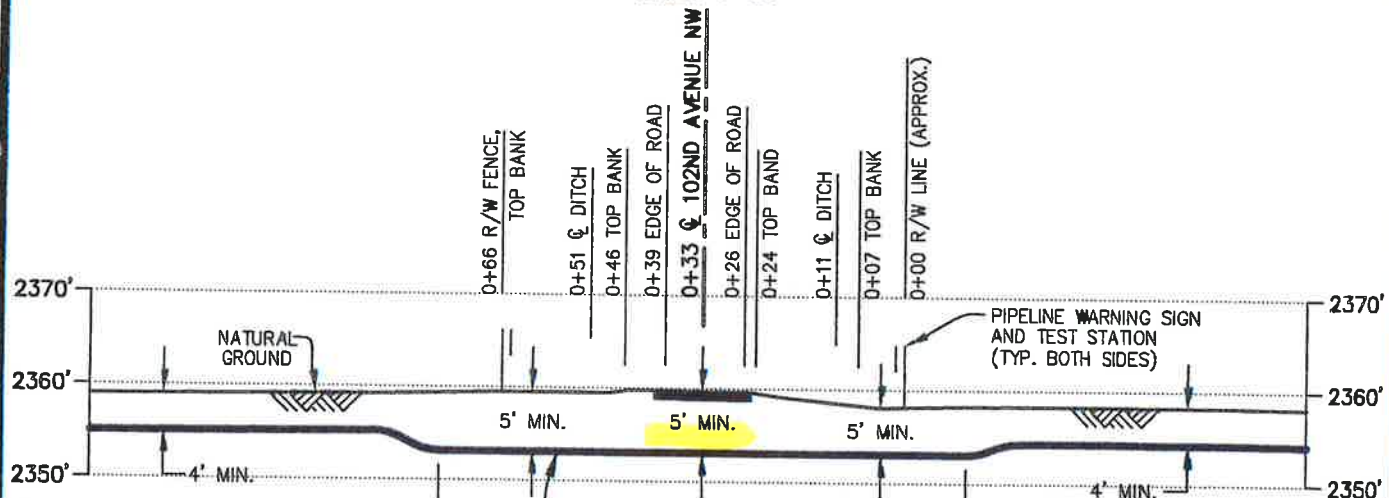 0+66 R/W FENCE,
TOP BANK
0+51 ℄ DITCH
0+46 TOP BANK
0+39 EDGE OF ROAD
0+33 ℄ 102ND AVENUE NW
0+26 EDGE OF ROAD
0+24 TOP BAND
0+11 ℄ DITCH
0+07 TOP BANK
0+00 R/W LINE (APPROX.)
2370'
2370'
NATURAL
GROUND
PIPELINE WARNING SIGN
AND TEST STATION
(TYP. BOTH SIDES)
2360'
2360'
5' MIN.
5' MIN.
5' MIN.
2350'
4' MIN.
4' MIN.
2350'